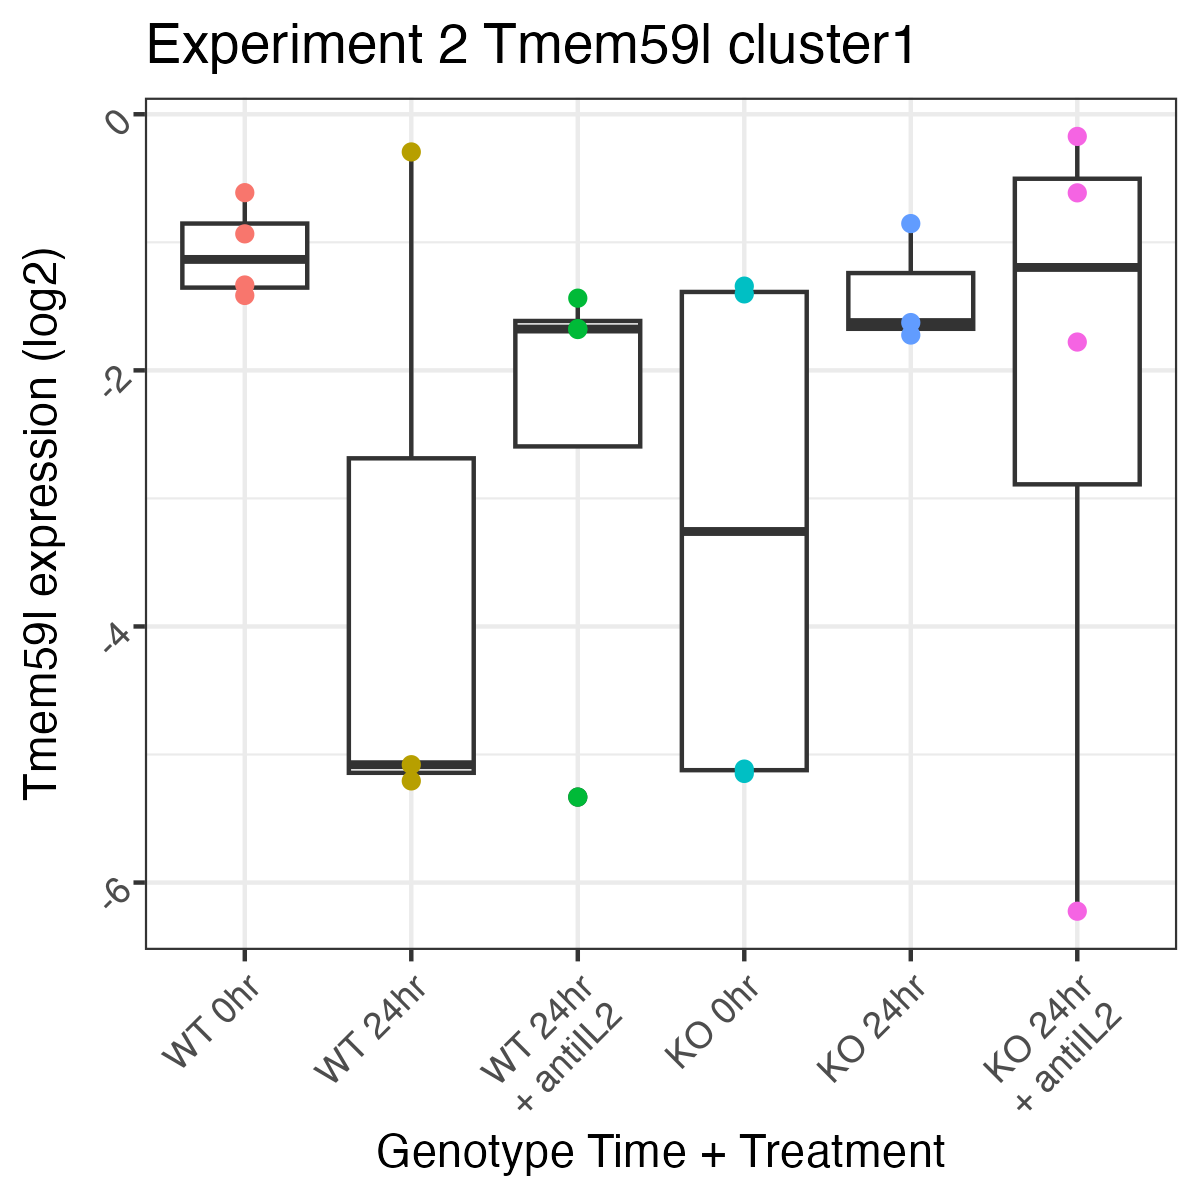 Experiment 2 Tmem59l cluster1
Tmem59l expression (log2)
0
-2
-4
-6
WT 0hr
WT 24hr
WT 24hr
+ antiIL2
KO 0hr
KO 24hr
KO 24hr
+ antiIL2
Genotype Time + Treatment